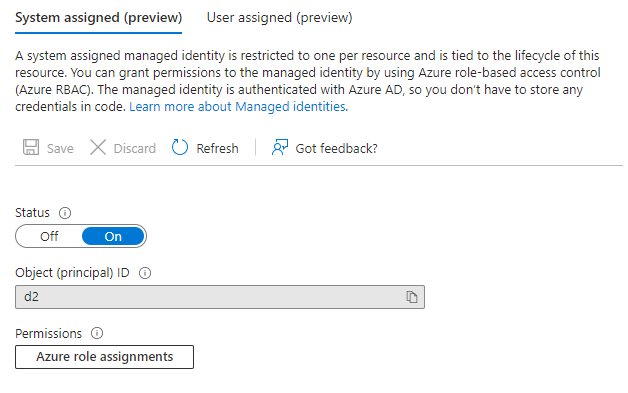 System assigned (preview) User assigned (preview)
A system assigned managed identity is restricted to one per resource and is tied to the lifecycle of this
resource. You can grant permissions to the managed identity by using Azure role-based access control
(Azure RBAC). The managed identity is authenticated with Azure AD, so you don't have to store any
credentials in code. Learn more about Managed identities.
Save Discard Refresh Got feedback?
Status
Off On
Object (principal) ID
d2
Permissions
Azure role assignments